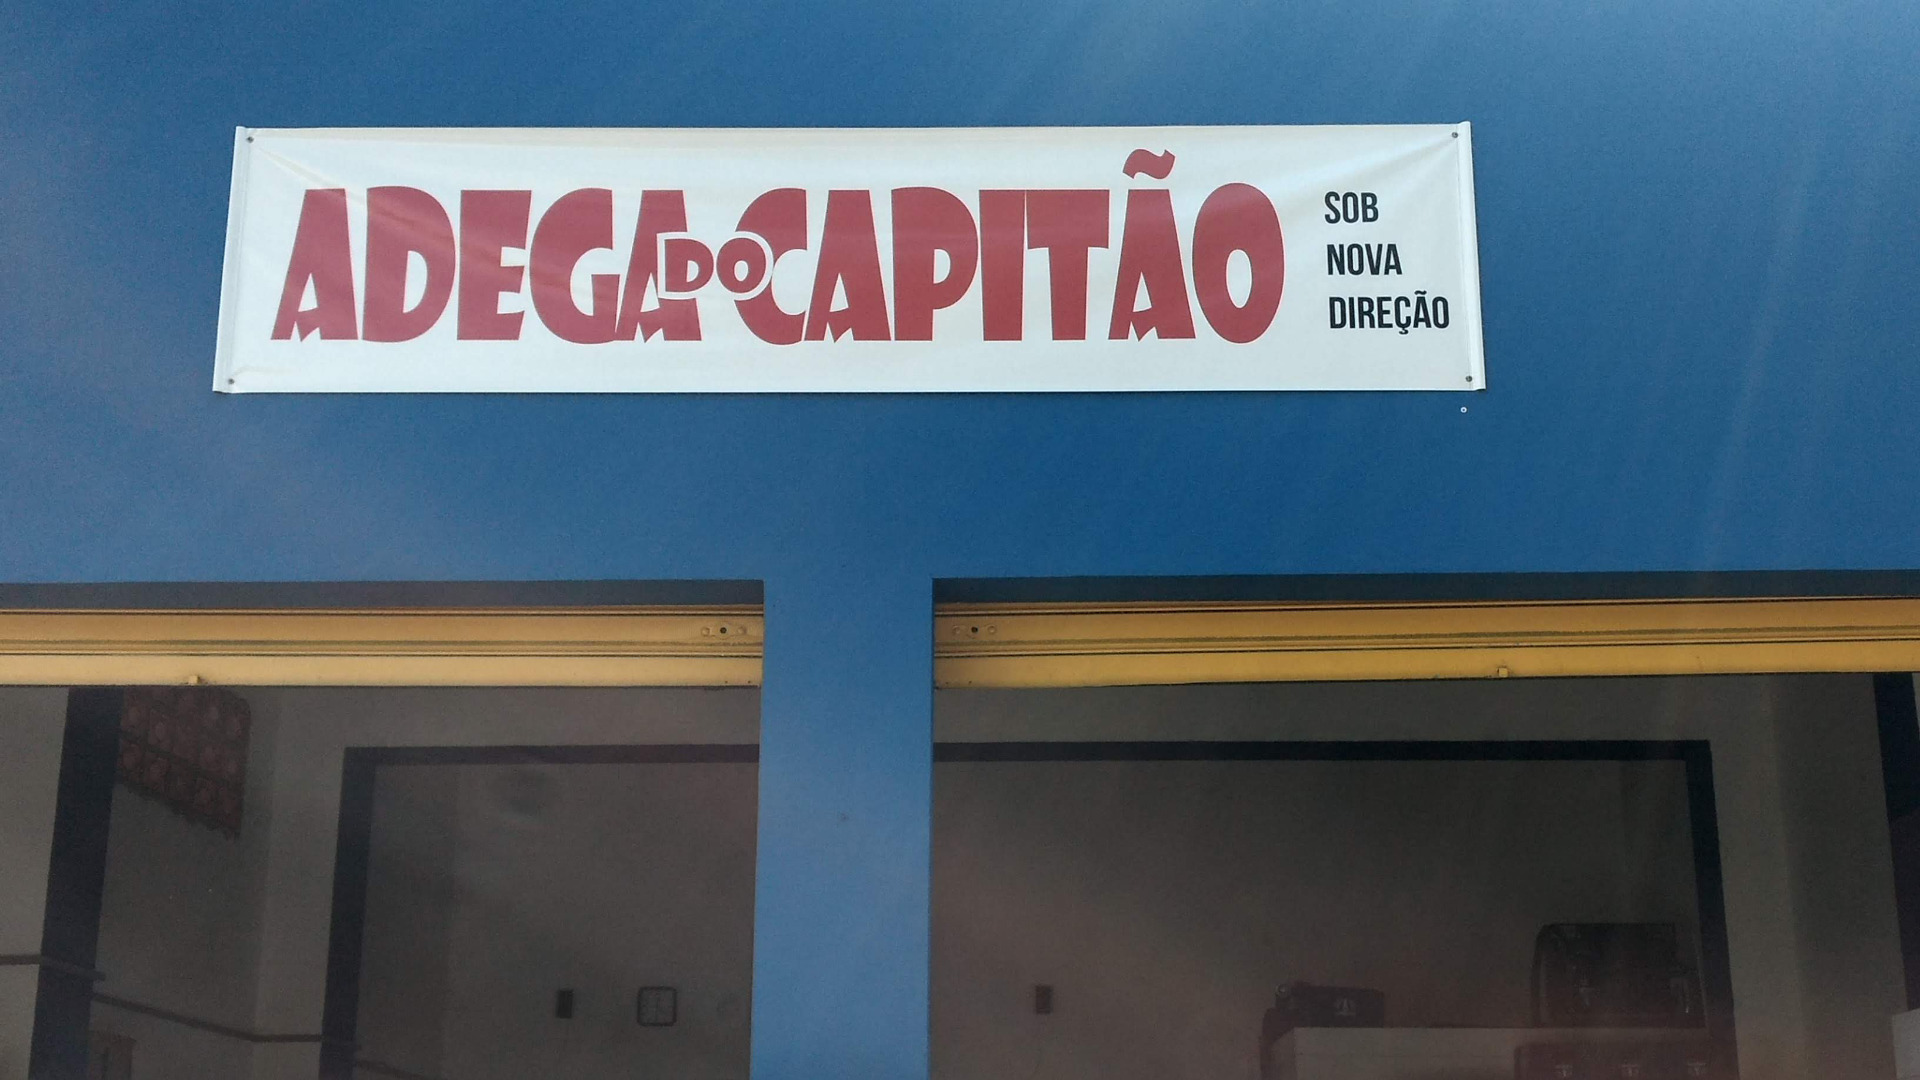 ADEGA DO CAPITÃO
SOB
NOVA
DIREÇÃO